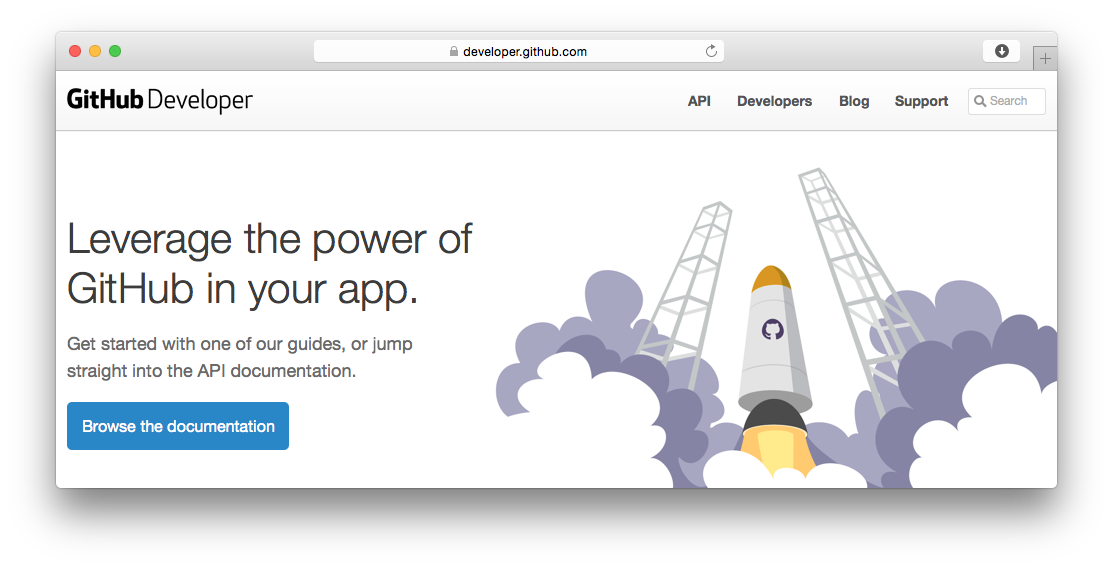 developer.github.com
GitHub Developer
API Developers Blog Support Search
Leverage the power of
GitHub in your app.
Get started with one of our guides, or jump
straight into the API documentation.
Browse the documentation